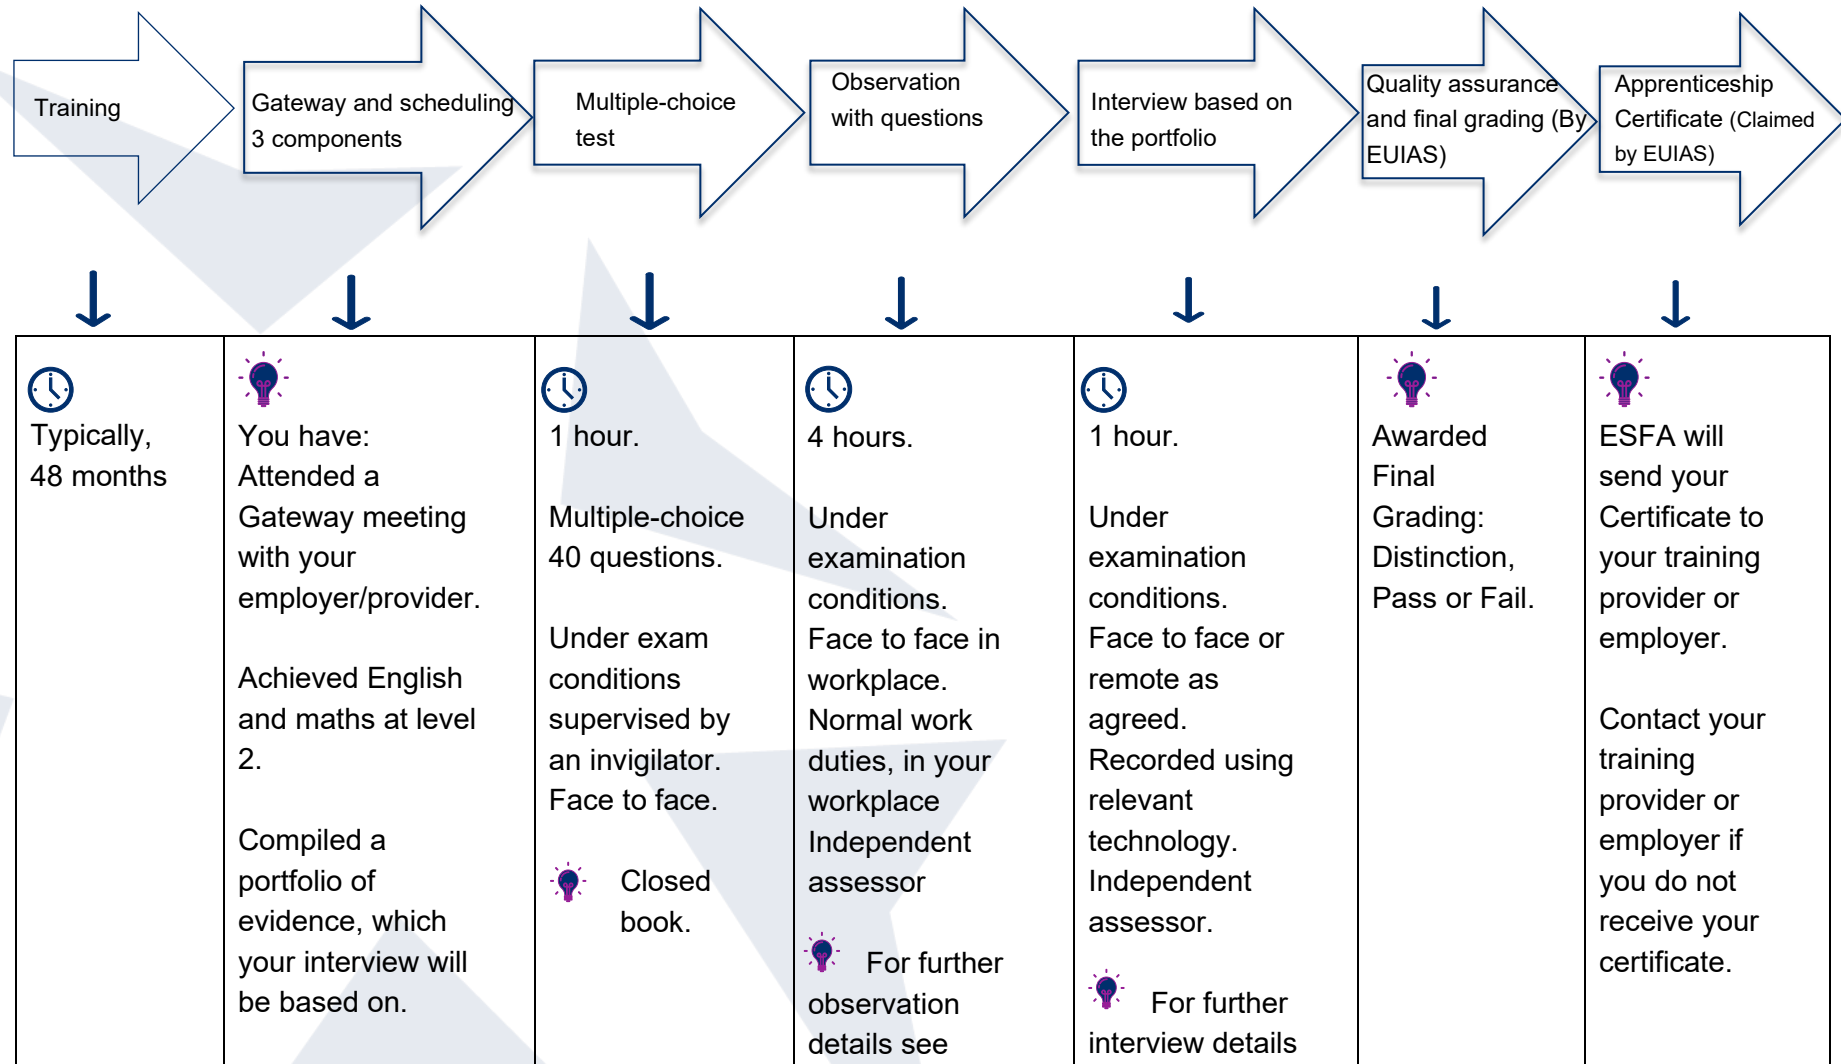 Training
Gateway and scheduling
3 components
Multiple-choice
test
Observation
with questions
Interview based on
the portfolio
Quality assurance
and final grading (By
EUIAS)
Apprenticeship
Certificate (Claimed
by EUIAS)
Typically,
48 months
You have:
Attended a
Gateway meeting
with your
employer/provider.
Achieved English
and maths at level
2.
Compiled a
portfolio of
evidence, which
your interview will
be based on.
1 hour.
Multiple-choice
40 questions.
Under exam
conditions
supervised by
an invigilator.
Face to face.
Closed
book.
4 hours.
Under
examination
conditions.
Face to face in
workplace.
Normal work
duties, in your
workplace
Independent
assessor
For further
observation
details see
1 hour.
Under
examination
conditions.
Face to face or
remote as
agreed.
Recorded using
relevant
technology.
Independent
assessor.
For further
interview details
Awarded
Final
Grading:
Distinction,
Pass or Fail.
ESFA will
send your
Certificate to
your training
provider or
employer.
Contact your
training
provider or
employer if
you do not
receive your
certificate.